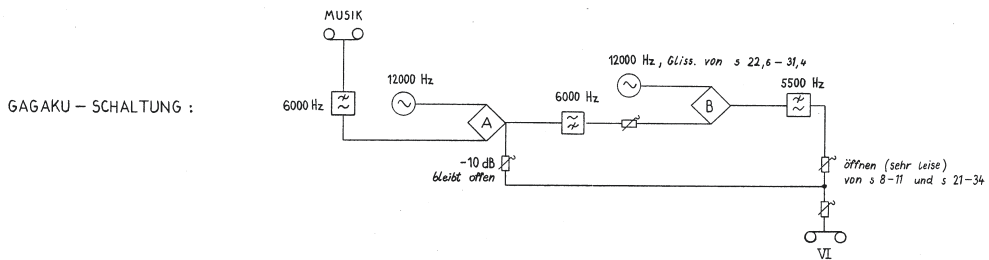 MUSIK
12000 Hz, Gliss. von s 22,6 – 31,4
12000 Hz
5500 Hz
6000 Hz
6000 Hz
B
GAGAKU – SCHALTUNG :
A
-10 dB
bleibt offen
öffnen (sehr leise)
von s 8-11 und s 21-34
VI